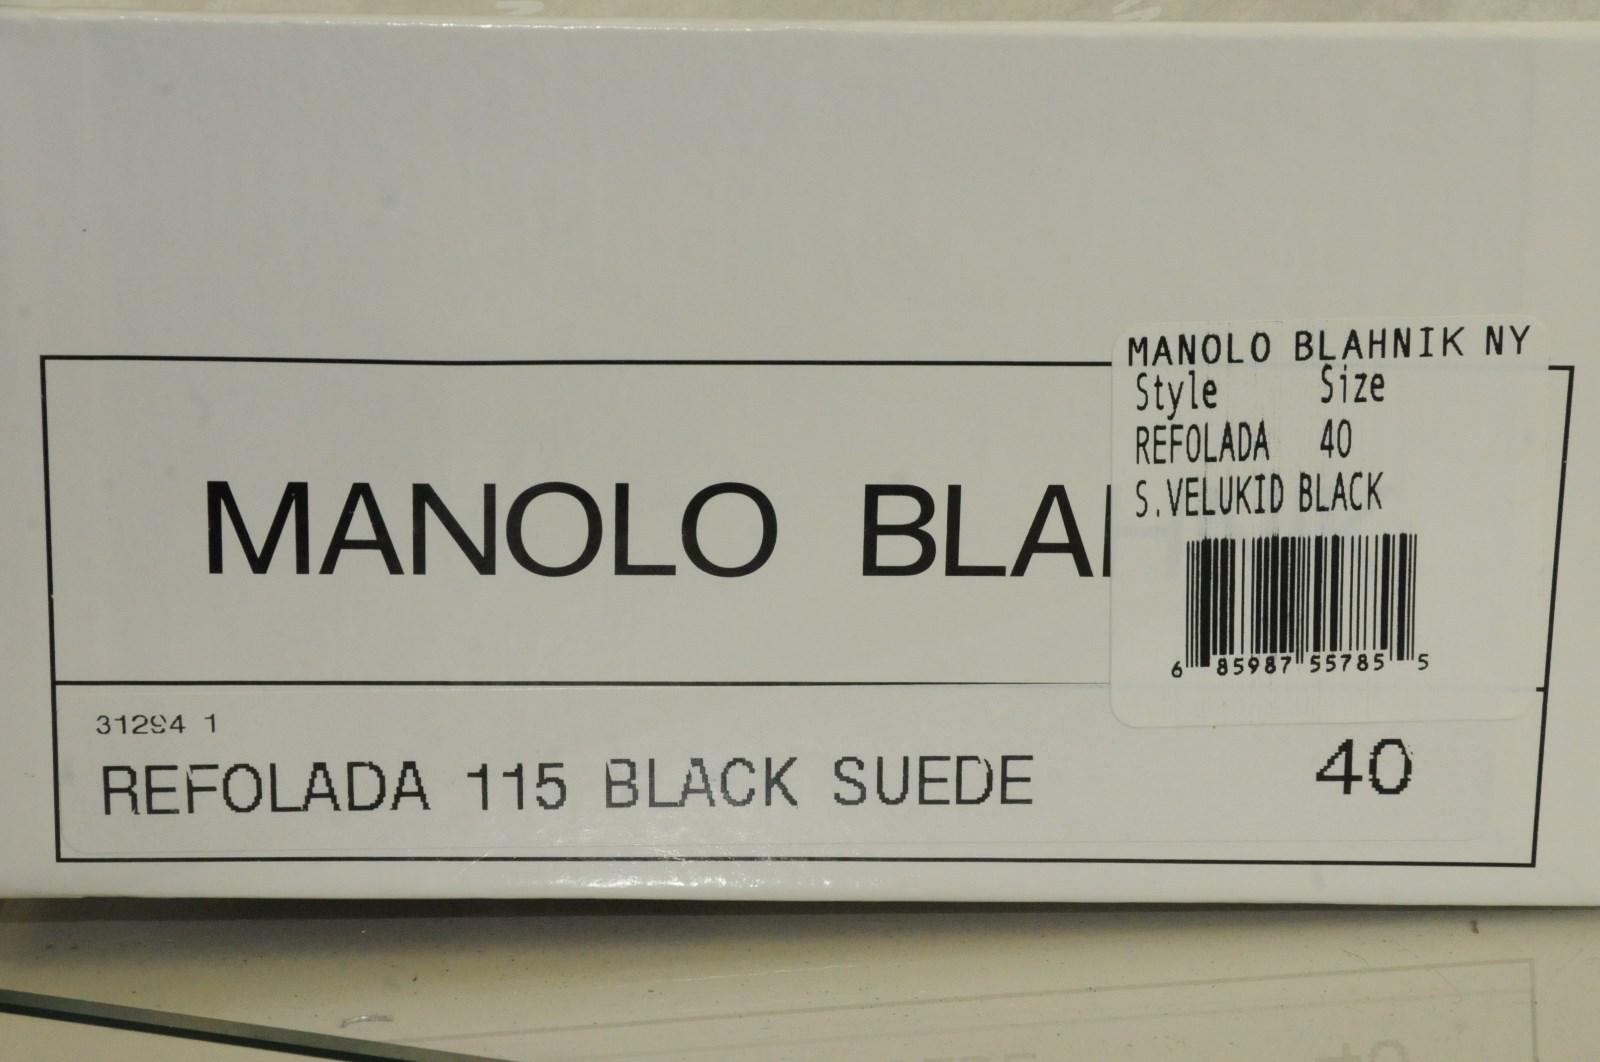 MANOLO BLAHNIK NY
Style Size
REFOLADA 40
S.VELUKID BLACK
6 85987 55785 5
MANOLO BLA
31294 1
REFOLADA 115 BLACK SUEDE 40